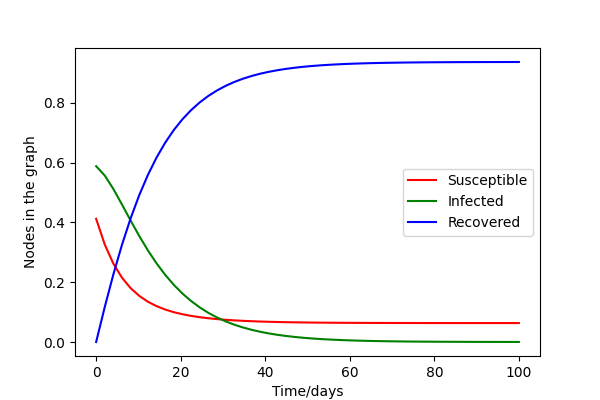 0.8
0.6
0.4
0.2
0.0
Nodes in the graph
Susceptible
Infected
Recovered
0 20 40 60 80 100
Time/days